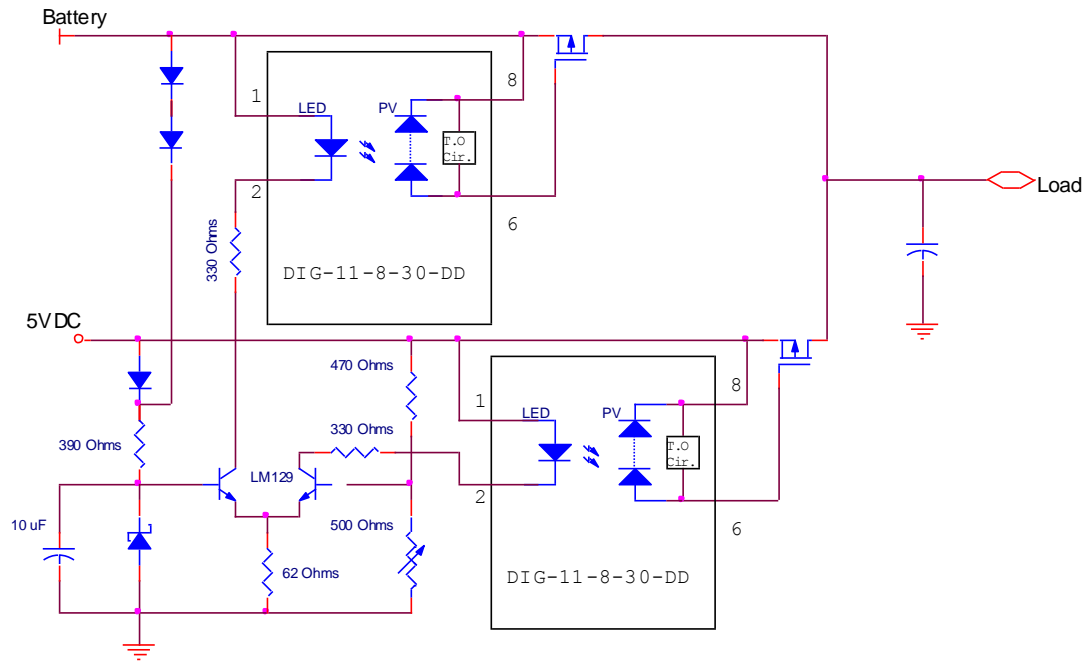 Battery
1
LED
PV
8
T.O
Cir.
2
6
330 Ohms
DIG-11-8-30-DD
Load
5VDC
470 Ohms
1
LED
PV
8
T.O
Cir.
390 Ohms
330 Ohms
LM129
2
6
10 uF
500 Ohms
62 Ohms
DIG-11-8-30-DD